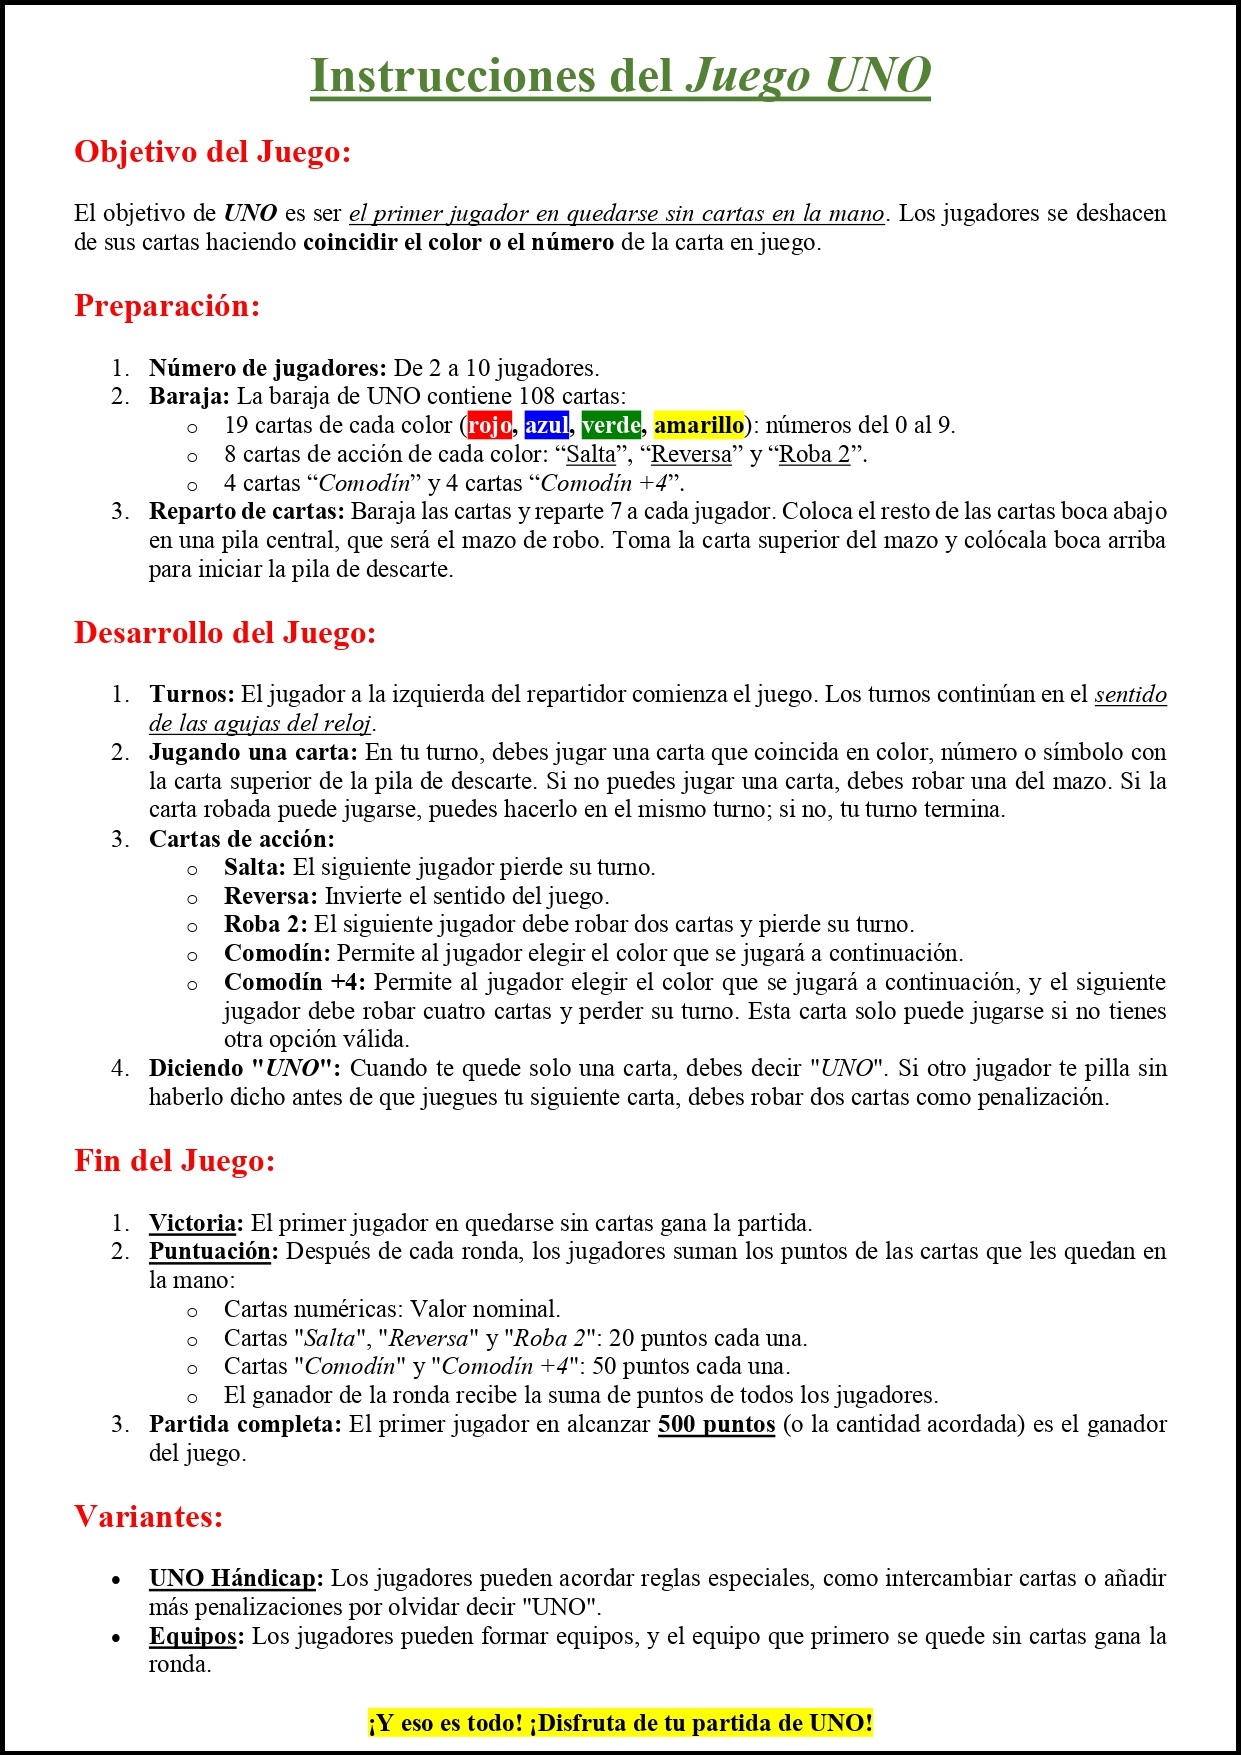 Instrucciones del Juego UNO
Objetivo del Juego:
El objetivo de UNO es ser el primer jugador en quedarse sin cartas en la mano. Los jugadores se deshacen
de sus cartas haciendo coincidir el color o el número de la carta en juego.
Preparación:
1. Número de jugadores: De 2 a 10 jugadores.
2. Baraja: La baraja de UNO contiene 108 cartas:
o 19 cartas de cada color (rojo, azul, verde, amarillo): números del 0 al 9.
o 8 cartas de acción de cada color: “Salta”, “Reversa” y “Roba 2”.
o 4 cartas “Comodín” y 4 cartas “Comodín +4”.
3. Reparto de cartas: Baraja las cartas y reparte 7 a cada jugador. Coloca el resto de las cartas boca abajo
en una pila central, que será el mazo de robo. Toma la carta superior del mazo y colócala boca arriba
para iniciar la pila de descarte.
Desarrollo del Juego:
1. Turnos: El jugador a la izquierda del repartidor comienza el juego. Los turnos continúan en el sentido
de las agujas del reloj.
2. Jugando una carta: En tu turno, debes jugar una carta que coincida en color, número o símbolo con
la carta superior de la pila de descarte. Si no puedes jugar una carta, debes robar una del mazo. Si la
carta robada puede jugarse, puedes hacerlo en el mismo turno; si no, tu turno termina.
3. Cartas de acción:
o Salta: El siguiente jugador pierde su turno.
o Reversa: Invierte el sentido del juego.
o Roba 2: El siguiente jugador debe robar dos cartas y pierde su turno.
o Comodín: Permite al jugador elegir el color que se jugará a continuación.
o Comodín +4: Permite al jugador elegir el color que se jugará a continuación, y el siguiente
jugador debe robar cuatro cartas y perder su turno. Esta carta solo puede jugarse si no tienes
otra opción válida.
4. Diciendo "UNO": Cuando te quede solo una carta, debes decir "UNO". Si otro jugador te pilla sin
haberlo dicho antes de que juegues tu siguiente carta, debes robar dos cartas como penalización.
Fin del Juego:
1. Victoria: El primer jugador en quedarse sin cartas gana la partida.
2. Puntuación: Después de cada ronda, los jugadores suman los puntos de las cartas que les quedan en
la mano:
o Cartas numéricas: Valor nominal.
o Cartas "Salta", "Reversa" y "Roba 2": 20 puntos cada una.
o Cartas "Comodín" y "Comodín +4": 50 puntos cada una.
o El ganador de la ronda recibe la suma de puntos de todos los jugadores.
3. Partida completa: El primer jugador en alcanzar 500 puntos (o la cantidad acordada) es el ganador
del juego.
Variantes:
• UNO Hándicap: Los jugadores pueden acordar reglas especiales, como intercambiar cartas o añadir
más penalizaciones por olvidar decir "UNO".
• Equipos: Los jugadores pueden formar equipos, y el equipo que primero se quede sin cartas gana la
ronda.
¡Y eso es todo! ¡Disfruta de tu partida de UNO!